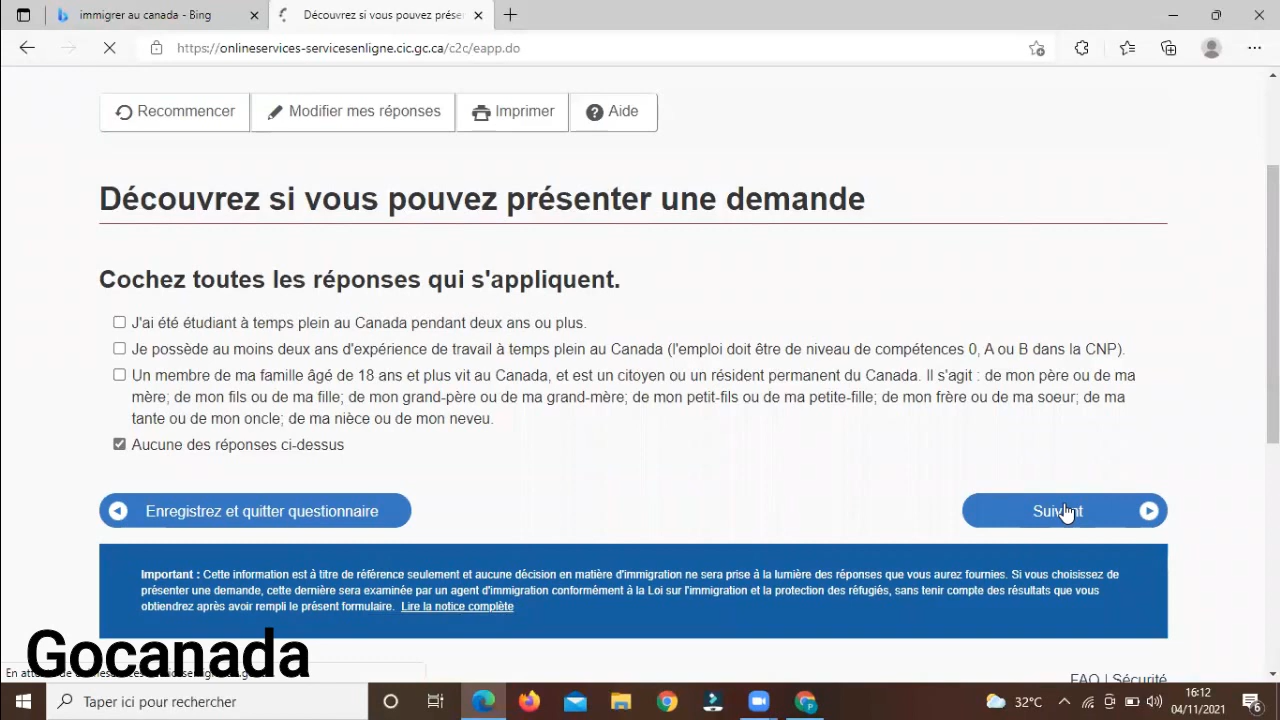 immigrer au canada - Bing
Découvrez si vous pouvez présen
https://onlineservices-servicesenligne.cic.gc.ca/c2c/eapp.do
Recommencer
Modifier mes réponses
Imprimer
Aide
Découvrez si vous pouvez présenter une demande
Cochez toutes les réponses qui s'appliquent.
J'ai été étudiant à temps plein au Canada pendant deux ans ou plus.
Je possède au moins deux ans d'expérience de travail à temps plein au Canada (l'emploi doit être de niveau de compétences 0, A ou B dans la CNP).
Un membre de ma famille âgé de 18 ans et plus vit au Canada, et est un citoyen ou un résident permanent du Canada. Il s'agit : de mon père ou de ma
mère; de mon fils ou de ma fille; de mon grand-père ou de ma grand-mère; de mon petit-fils ou de ma petite-fille; de mon frère ou de ma soeur; de ma
tante ou de mon oncle; de ma nièce ou de mon neveu.
Aucune des réponses ci-dessus
Enregistrez et quitter questionnaire
Suivant
Important : Cette information est à titre de référence seulement et aucune décision en matière d'immigration ne sera prise à la lumière des réponses que vous aurez fournies. Si vous choisissez de
présenter une demande, cette dernière sera examinée par un agent d'immigration conformément à la Loi sur l'immigration et la protection des réfugiés, sans tenir compte des résultats que vous
obtiendrez après avoir rempli le présent formulaire. Lire la notice complète
Gocanada
En att
FAQ | Sécurité
Taper ici pour rechercher
32°C
16:12
04/11/2021
6